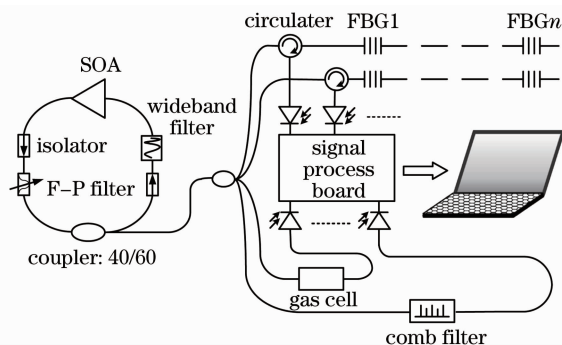 circulater
FBG1
FBGn
SOA
wideband
filter
isolator
F-P filter
coupler: 40/60
signal
process
board
gas cell
comb filter